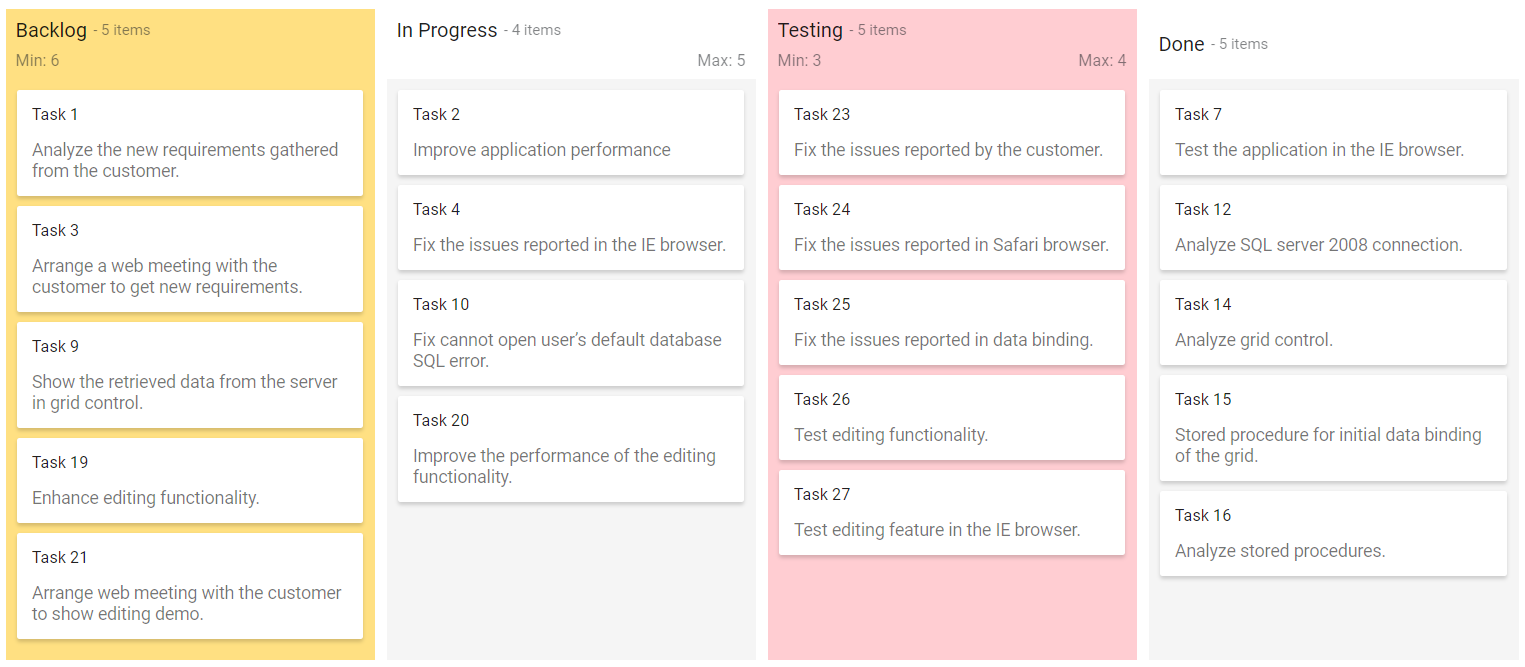 Backlog - 5 items
Min: 6
Task 1
Analyze the new requirements gathered
from the customer.
Task 3
Arrange a web meeting with the
customer to get new requirements.
Task 9
Show the retrieved data from the server
in grid control.
Task 19
Enhance editing functionality.
Task 21
Arrange web meeting with the customer
to show editing demo.
In Progress - 4 items
Max: 5
Task 2
Improve application performance
Task 4
Fix the issues reported in the IE browser.
Task 10
Fix cannot open user’s default database
SQL error.
Task 20
Improve the performance of the editing
functionality.
Testing - 5 items
Min: 3 Max: 4
Task 23
Fix the issues reported by the customer.
Task 24
Fix the issues reported in Safari browser.
Task 25
Fix the issues reported in data binding.
Task 26
Test editing functionality.
Task 27
Test editing feature in the IE browser.
Done - 5 items
Task 7
Test the application in the IE browser.
Task 12
Analyze SQL server 2008 connection.
Task 14
Analyze grid control.
Task 15
Stored procedure for initial data binding
of the grid.
Task 16
Analyze stored procedures.